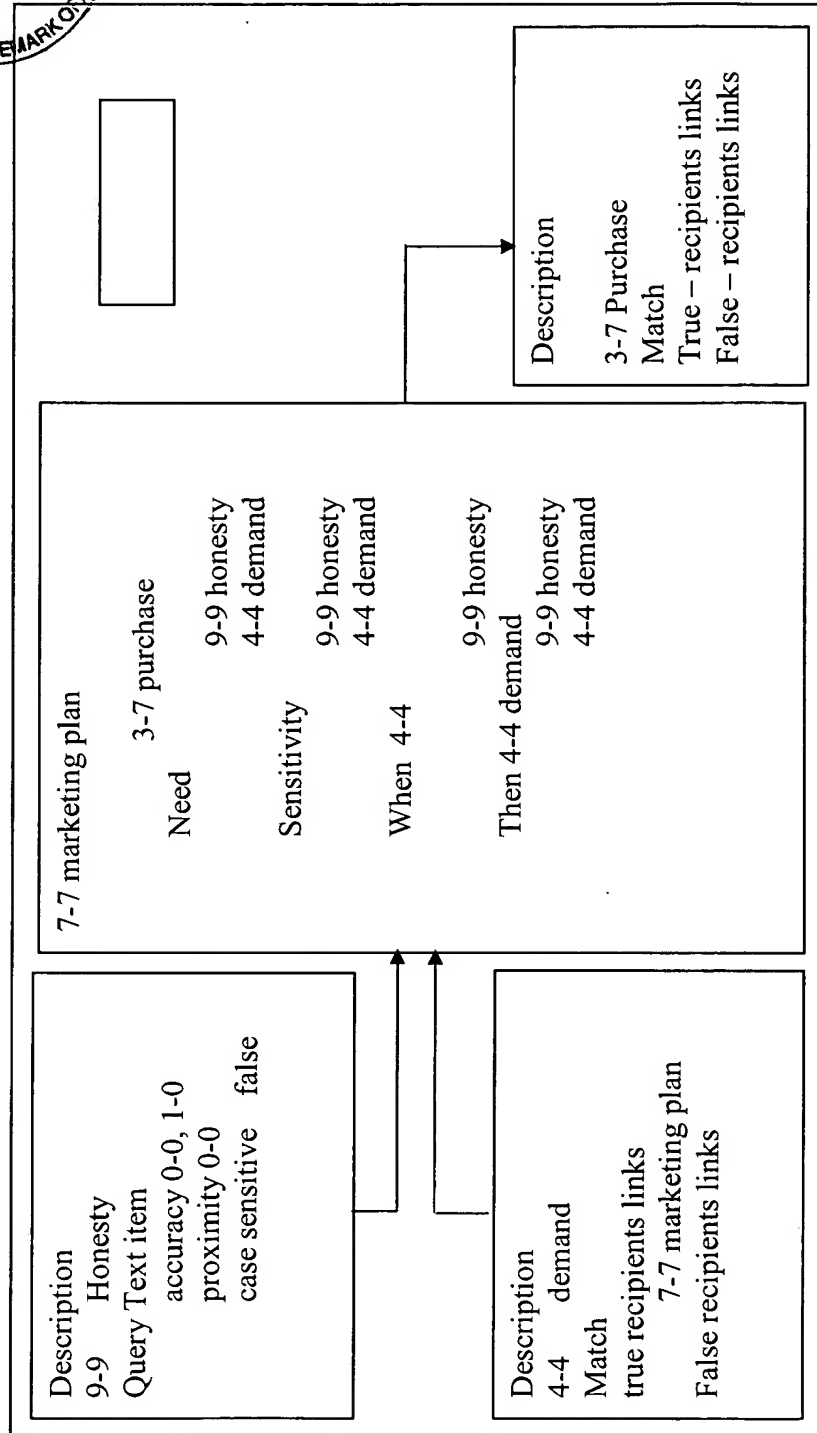 EMARK O
Description
9-9 Honesty
Query Text item
accuracy 0-0, 1-0
proximity 0-0
case sensitive false
Description
4-4 demand
Match
true recipients links
7-7 marketing plan
False recipients links
7-7 marketing plan
3-7 purchase
Need
9-9 honesty
4-4 demand
Sensitivity
9-9 honesty
4-4 demand
When 4-4
9-9 honesty
Then 4-4 demand
9-9 honesty
4-4 demand
Description
3-7 Purchase
Match
True – recipients links
False – recipients links